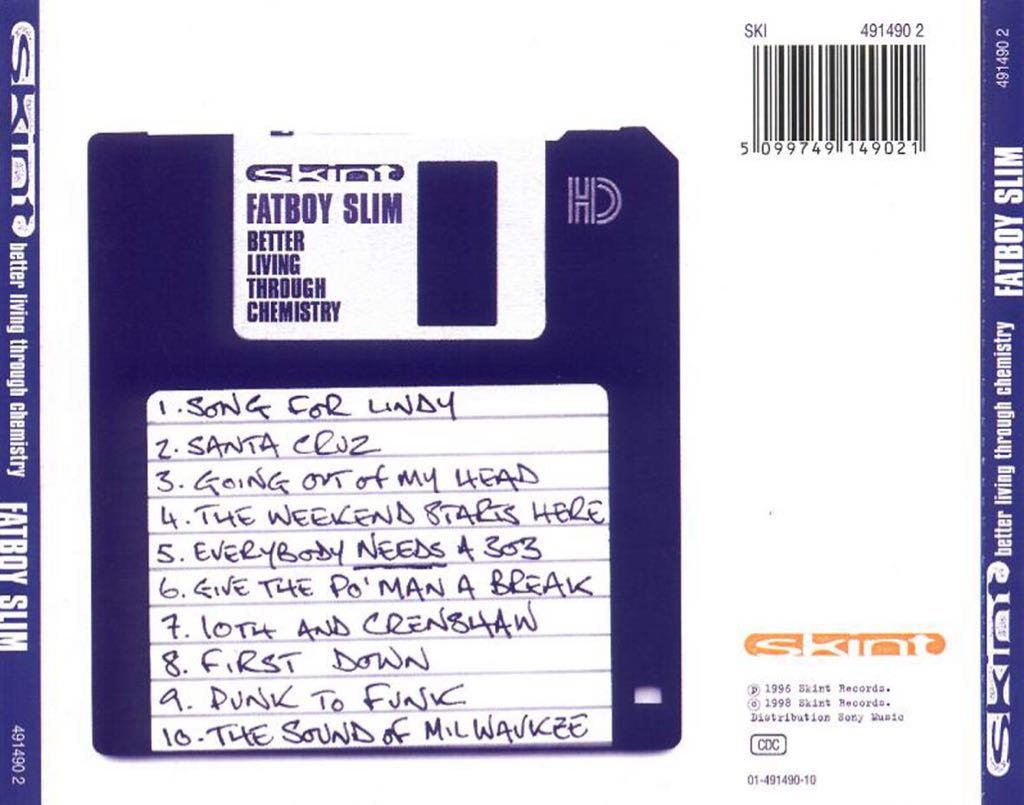 skint
better living through chemistry
FATBOY SLIM
491490 2
skint
FATBOY SLIM
BETTER
LIVING
THROUGH
CHEMISTRY
HD
1. SONG FOR LINDY
2. SANTA CRUZ
3. GOING OUT OF MY HEAD
4. THE WEEKEND STARTS HERE
5. EVERYBODY NEEDS A 303
6. GIVE THE PO' MAN A BREAK
7. 10TH AND CRENSHAW
8. FIRST DOWN
9. PUNK TO FUNK
10. THE SOUND OF MILWAUKEE
SKI 491490 2
5 099749 149021
skint
℗ 1996 Skint Records.
© 1998 Skint Records.
Distribution Sony Music
CDC
01-491490-10
491490 2
FATBOY SLIM
better living through chemistry
skint